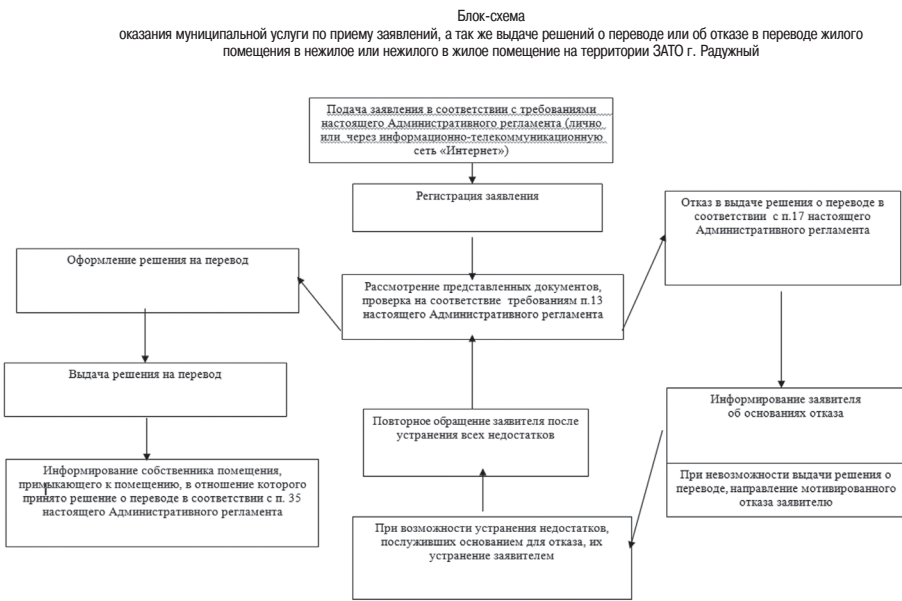 Блок-схема
оказания муниципальной услуги по приему заявлений, а так же выдаче решений о переводе или об отказе в переводе жилого
помещения в нежилое или нежилого в жилое помещение на территории ЗАТО г. Радужный
Подача заявления в соответствии с требованиями
настоящего Административного регламента (лично
или через информационно-телекоммуникационную
сеть «Интернет»)
Регистрация заявления
Отказ в выдаче решения о переводе в
соответствии с п.17 настоящего
Административного регламента
Оформление решения на перевод
Рассмотрение представленных документов,
проверка на соответствие требованиям п.13
настоящего Административного регламента
Выдача решения на перевод
Информирование заявителя
об основаниях отказа
Повторное обращение заявителя после
устранения всех недостатков
Информирование собственника помещения,
примыкающего к помещению, в отношение которого
принято решение о переводе в соответствии с п. 35
настоящего Административного регламента
При невозможности выдачи решения о
переводе, направление мотивированного
отказа заявителю
При возможности устранения недостатков,
послуживших основанием для отказа, их
устранение заявителем